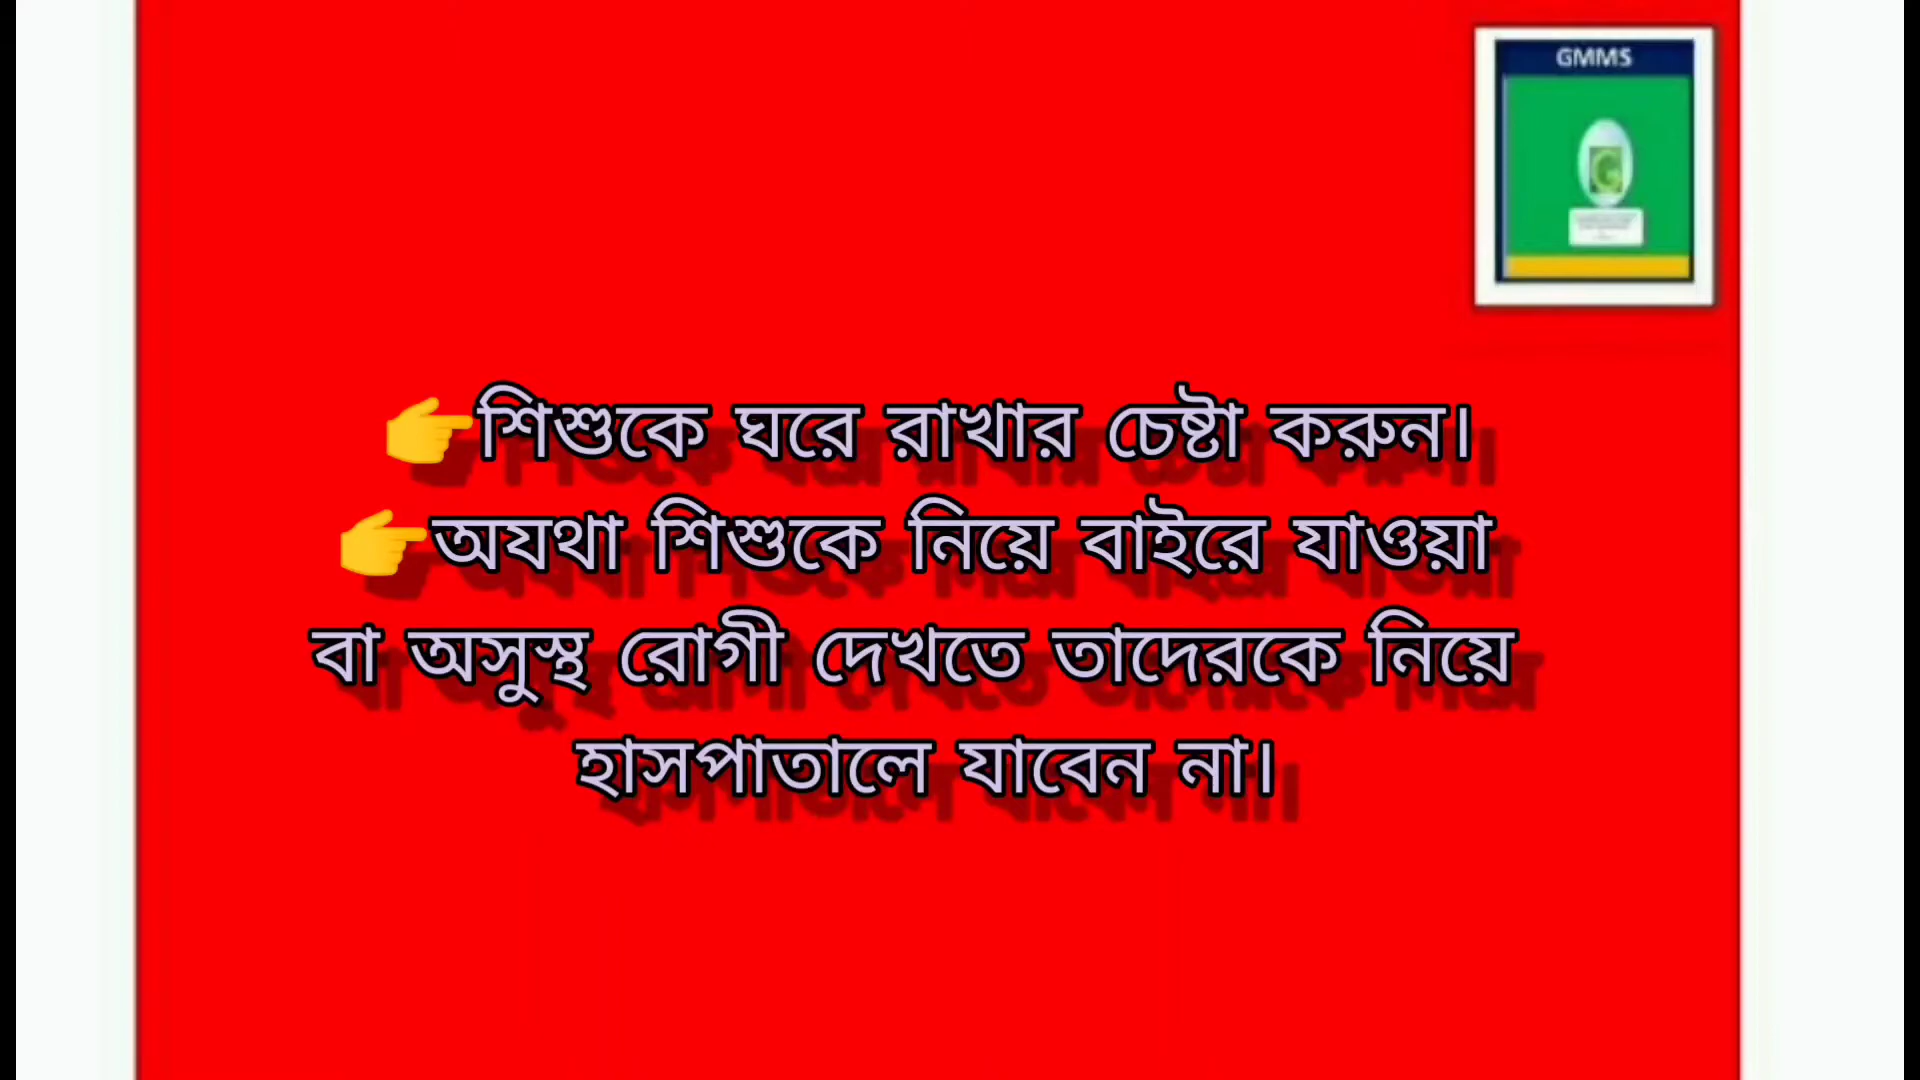 GMMS
👉শিশুকে ঘরে রাখার চেষ্টা করুন।
👉অযথা শিশুকে নিয়ে বাইরে যাওয়া
বা অসুস্থ রোগী দেখতে তাদেরকে নিয়ে
হাসপাতালে যাবেন না।